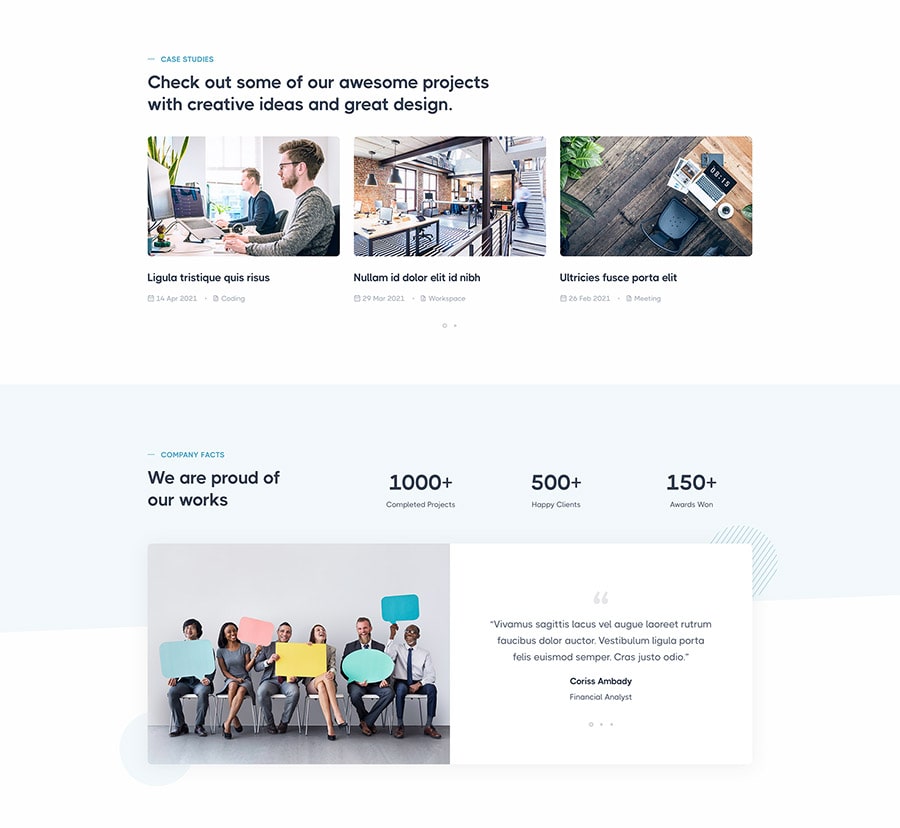 CASE STUDIES
Check out some of our awesome projects
with creative ideas and great design.
08:15
Ligula tristique quis risus
Nullam id dolor elit id nibh
Ultricies fusce porta elit
14 Apr 2021 • Coding
29 Mar 2021 • Workspace
26 Feb 2021 • Meeting
COMPANY FACTS
We are proud of
our works
1000+
500+
150+
Completed Projects
Happy Clients
Awards Won
“
“Vivamus sagittis lacus vel augue laoreet rutrum
faucibus dolor auctor. Vestibulum ligula porta
felis euismod semper. Cras justo odio.”
Coriss Ambady
Financial Analyst